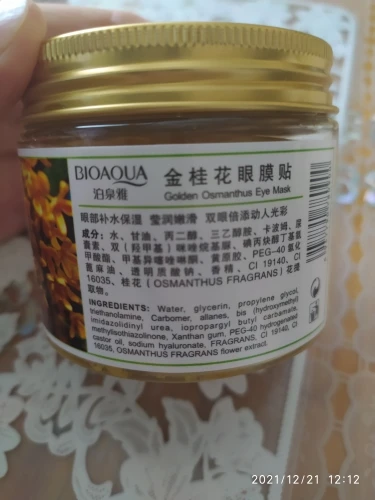 BIOAQUA
泊泉雅
金桂花眼膜贴
Golden Osmanthus Eye Mask
眼部补水保湿 莹润嫩滑 双眼倍添动人光彩
成分：水、甘油、丙二醇、三乙醇胺、卡波姆、尿
囊素、双（羟甲基）咪唑烷基脲、碘丙炔醇丁基氨
甲酸酯、甲基异噻唑啉酮、黄原胶、PEG-40 氢化
蓖麻油、透明质酸钠、香精、CI 19140、CI
16035、桂花（OSMANTHUS FRAGRANS）花提
取物。
INGREDIENTS: Water, glycerin, propylene glycol,
triethanolamine, Carbomer, allanes, bis (hydroxymethyl)
imidazolidinyl urea, iopropargyl butyl carbamate,
methylisothiazolinone, Xanthan gum, PEG-40 hydrogenated
castor oil, sodium hyaluronate, FRAGRANS, CI 19140, CI
16035, OSMANTHUS FRAGRANS flower extract.
2021/12/21 12:12